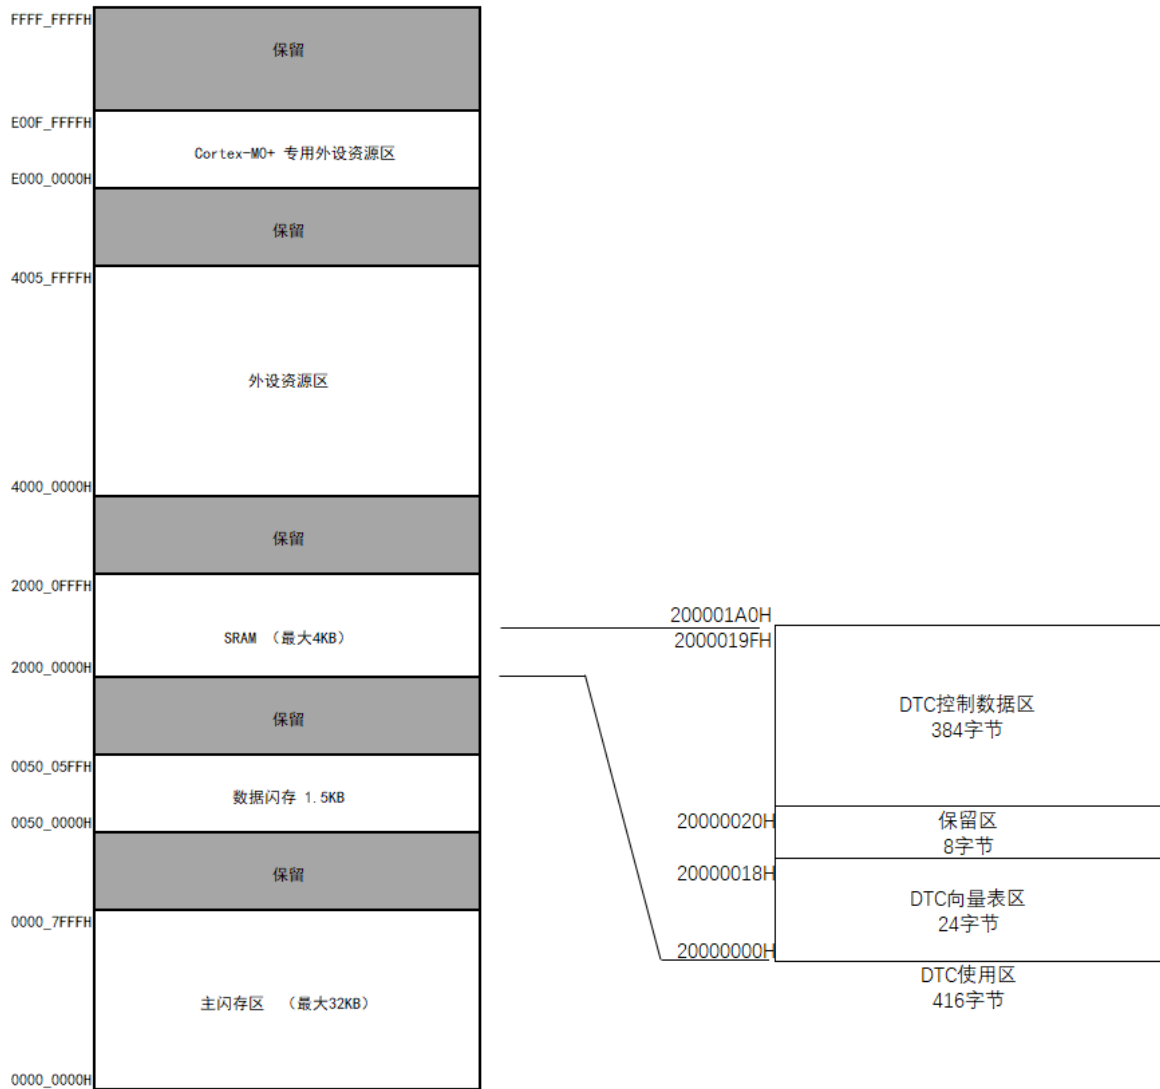 FFFF_FFFFH
保留
E00F_FFFFH
Cortex-M0+ 专用外设资源区
E000_0000H
保留
4005_FFFFH
外设资源区
4000_0000H
保留
2000_0FFFH
SRAM （最大4KB）
2000_0000H
保留
0050_05FFH
数据闪存 1.5KB
0050_0000H
保留
0000_7FFFH
主闪存区 （最大32KB）
0000_0000H
200001A0H
2000019FH
DTC控制数据区
384字节
20000020H
保留区
8字节
20000018H
DTC向量表区
24字节
20000000H
DTC使用区
416字节